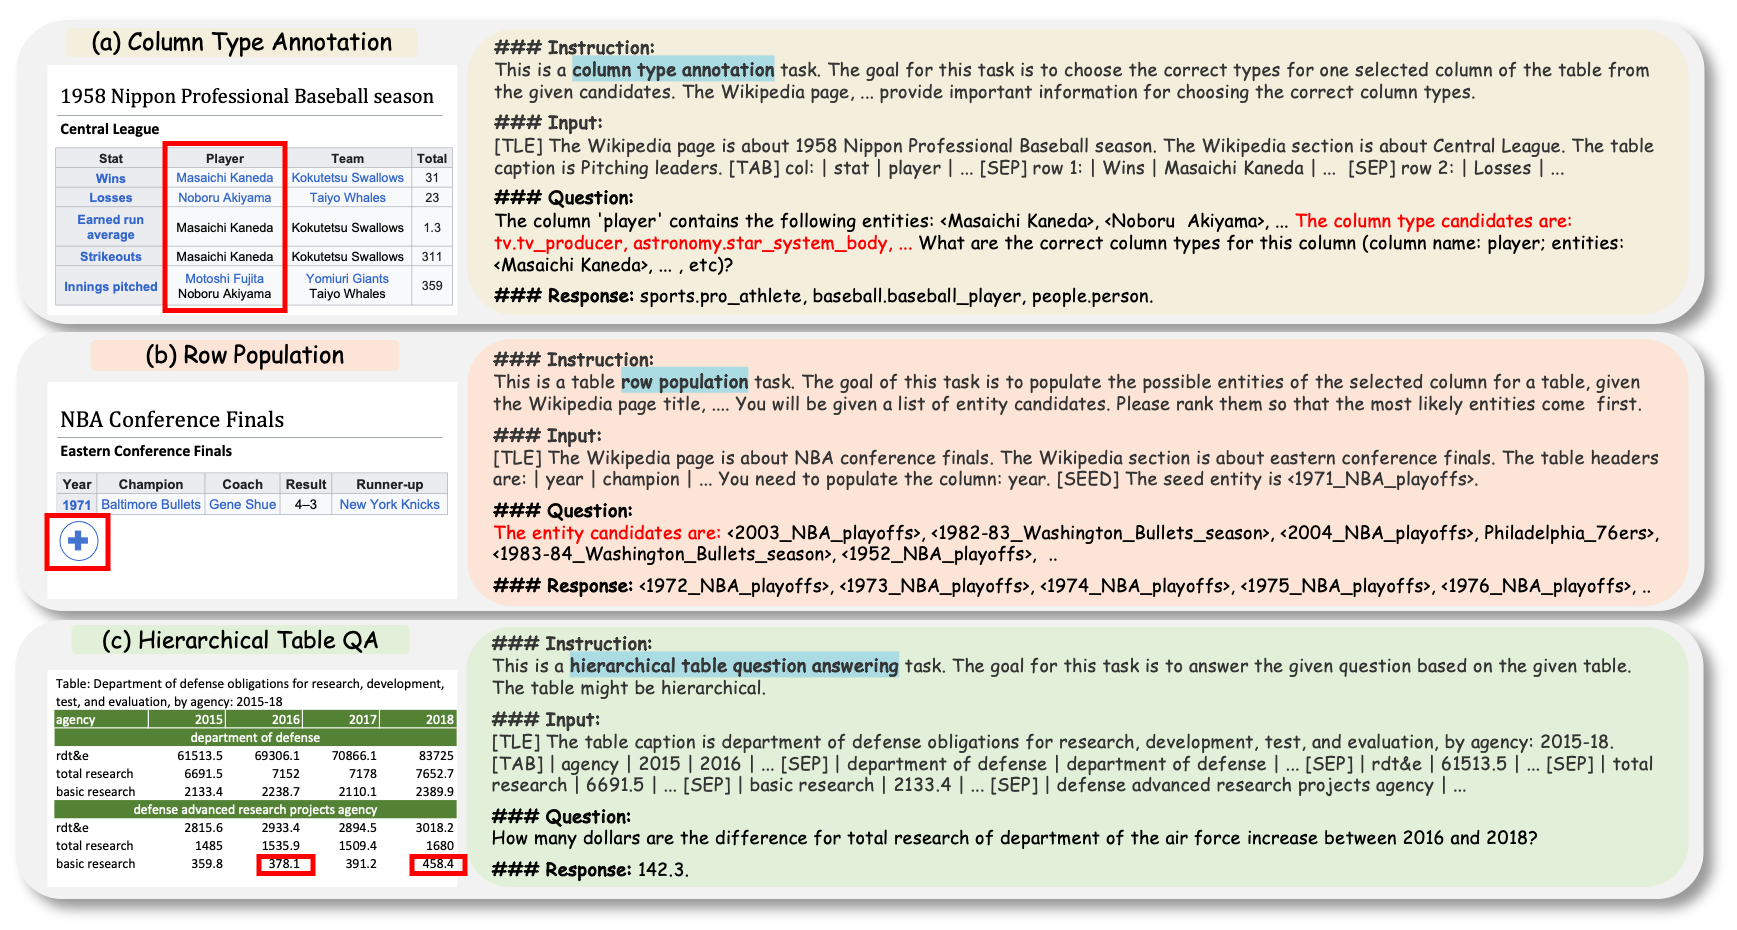 (a) Column Type Annotation
1958 Nippon Professional Baseball season
Central League
Stat Player Team Total
Wins Masaichi Kaneda Kokutetsu Swallows 31
Losses Noboru Akiyama Taiyo Whales 23
Earned run
average Masaichi Kaneda Kokutetsu Swallows 1.3
Strikeouts Masaichi Kaneda Kokutetsu Swallows 311
Innings pitched Motoshi Fujita Yomiuri Giants 359
Noboru Akiyama Taiyo Whales
### Instruction:
This is a column type annotation task. The goal for this task is to choose the correct types for one selected column of the table from
the given candidates. The Wikipedia page, ... provide important information for choosing the correct column types.
### Input:
[TLE] The Wikipedia page is about 1958 Nippon Professional Baseball season. The Wikipedia section is about Central League. The table
caption is Pitching leaders. [TAB] col: | stat | player | ... [SEP] row 1: | Wins | Masaichi Kaneda | ... [SEP] row 2: | Losses | ...
### Question:
The column 'player' contains the following entities: <Masaichi Kaneda>, <Noboru Akiyama>, ... The column type candidates are:
tv.tv_producer, astronomy.star_system_body, ... What are the correct column types for this column (column name: player; entities:
<Masaichi Kaneda>, ... , etc)?
### Response: sports.pro_athlete, baseball.baseball_player, people.person.
(b) Row Population
NBA Conference Finals
Eastern Conference Finals
Year Champion Coach Result Runner-up
1971 Baltimore Bullets Gene Shue 4–3 New York Knicks
### Instruction:
This is a table row population task. The goal of this task is to populate the possible entities of the selected column for a table, given
the Wikipedia page title, .... You will be given a list of entity candidates. Please rank them so that the most likely entities come first.
### Input:
[TLE] The Wikipedia page is about NBA conference finals. The Wikipedia section is about eastern conference finals. The table headers
are: | year | champion | ... You need to populate the column: year. [SEED] The seed entity is <1971_NBA_playoffs>.
### Question:
The entity candidates are: <2003_NBA_playoffs>, <1982-83_Washington_Bullets_season>, <2004_NBA_playoffs>, Philadelphia_76ers>,
<1983-84_Washington_Bullets_season>, <1952_NBA_playoffs>, ..
### Response: <1972_NBA_playoffs>, <1973_NBA_playoffs>, <1974_NBA_playoffs>, <1975_NBA_playoffs>, <1976_NBA_playoffs>, ..
(c) Hierarchical Table QA
Table: Department of defense obligations for research, development,
test, and evaluation, by agency: 2015-18
agency 2015 2016 2017 2018
department of defense
rdt&e 61513.5 69306.1 70866.1 83725
total research 6691.5 7152 7178 7652.7
basic research 2133.4 2238.7 2110.1 2389.9
defense advanced research projects agency
rdt&e 2815.6 2933.4 2894.5 3018.2
total research 1485 1535.9 1509.4 1680
basic research 359.8 378.1 391.2 458.4
### Instruction:
This is a hierarchical table question answering task. The goal for this task is to answer the given question based on the given table.
The table might be hierarchical.
### Input:
[TLE] The table caption is department of defense obligations for research, development, test, and evaluation, by agency: 2015-18.
[TAB] | agency | 2015 | 2016 | ... [SEP] | department of defense | department of defense | ... [SEP] | rdt&e | 61513.5 | ... [SEP] | total
research | 6691.5 | ... [SEP] | basic research | 2133.4 | ... [SEP] | defense advanced research projects agency | ...
### Question:
How many dollars are the difference for total research of department of the air force increase between 2016 and 2018?
### Response: 142.3.